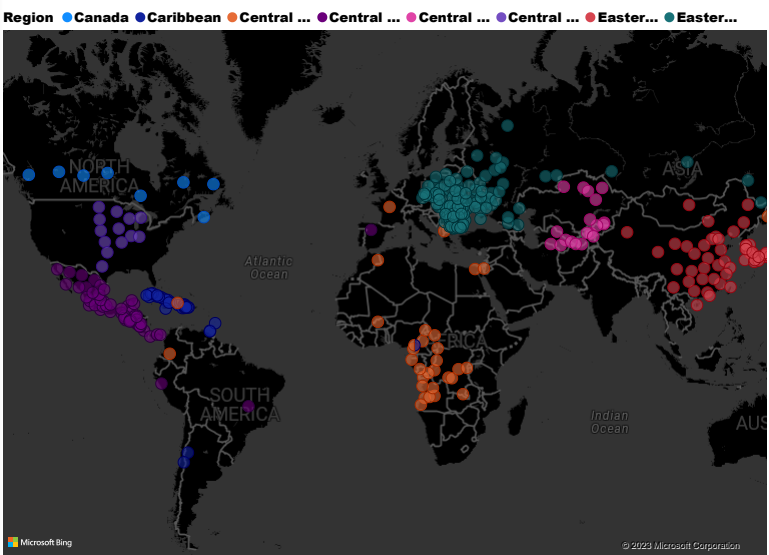 Region Canada Caribbean Central ... Central ... Central ... Central ... Easter... Easter...
NORTH
AMERICA
ASIA
Atlantic
Ocean
RICA
SOUTH
AMERICA
Indian
Ocean
AUS
Microsoft Bing
© 2023 Microsoft Corporation